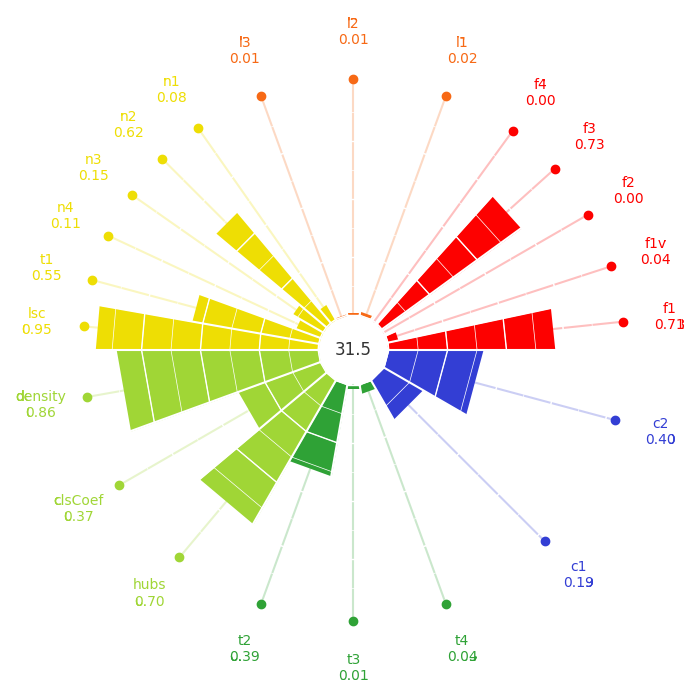 l2
0.01
l3
0.01
l1
0.02
n1
0.08
f4
0.00
n2
0.62
f3
0.73
n3
0.15
f2
0.00
n4
0.11
f1v
0.04
t1
0.55
lsc
0.95
f1
0.71
31.5
density
0.86
c2
0.40
clsCoef
0.37
c1
0.19
hubs
0.70
t2
0.39
t3
0.01
t4
0.04